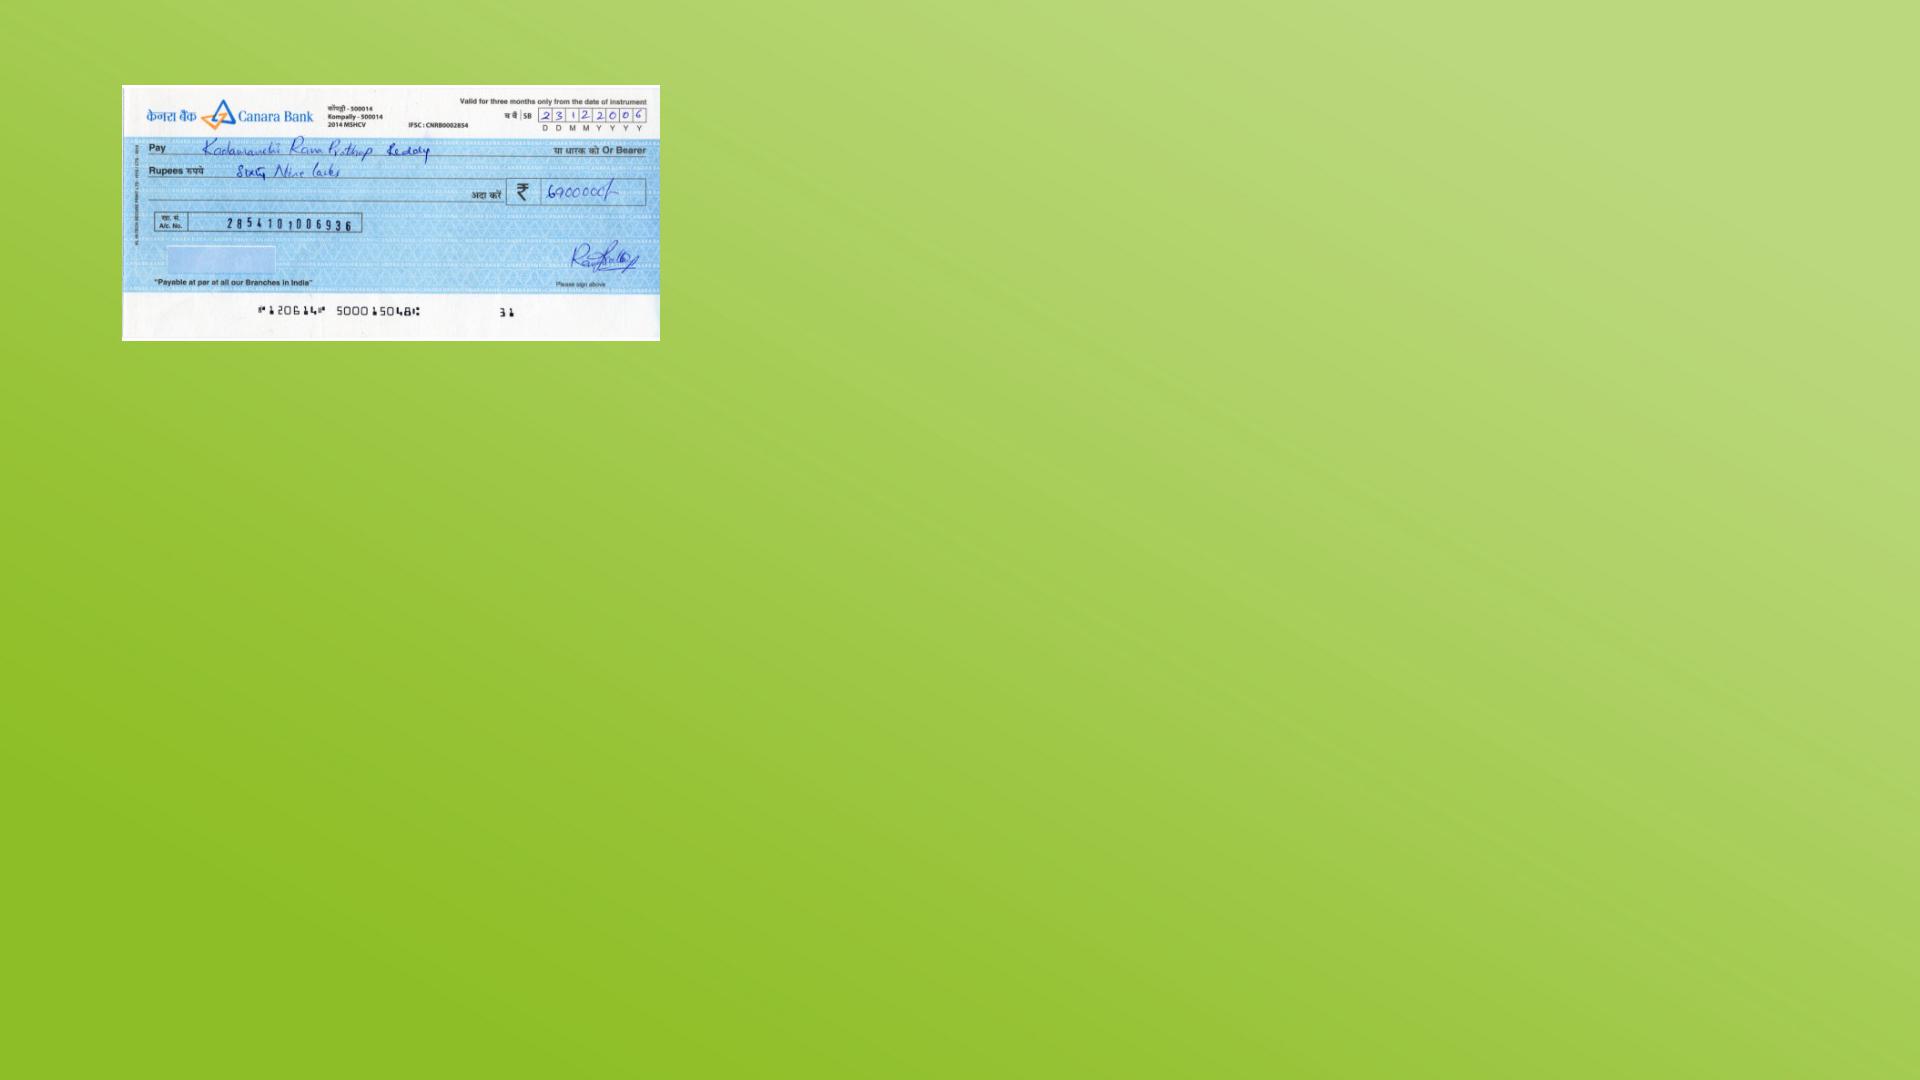 Valid for three months only from the date of instrument
केनरा बैंक Canara Bank
कोंपल्ली - 500014
Kompally - 500014
2014 MSHCV
IFSC : CNRB0002854
ब बैं SB 23122006
D D M M Y Y Y Y
Pay Kadamanchi Ram Prathap Reddy या धारक को Or Bearer
Rupees रुपये Sixty Nine lacks
अदा करें ₹ 6900000/-
खा. सं.
A/c. No. 2854101006936
"Payable at par at all our Branches in India"
Please sign above
⑈120614⑈ 500015048⑆ 31